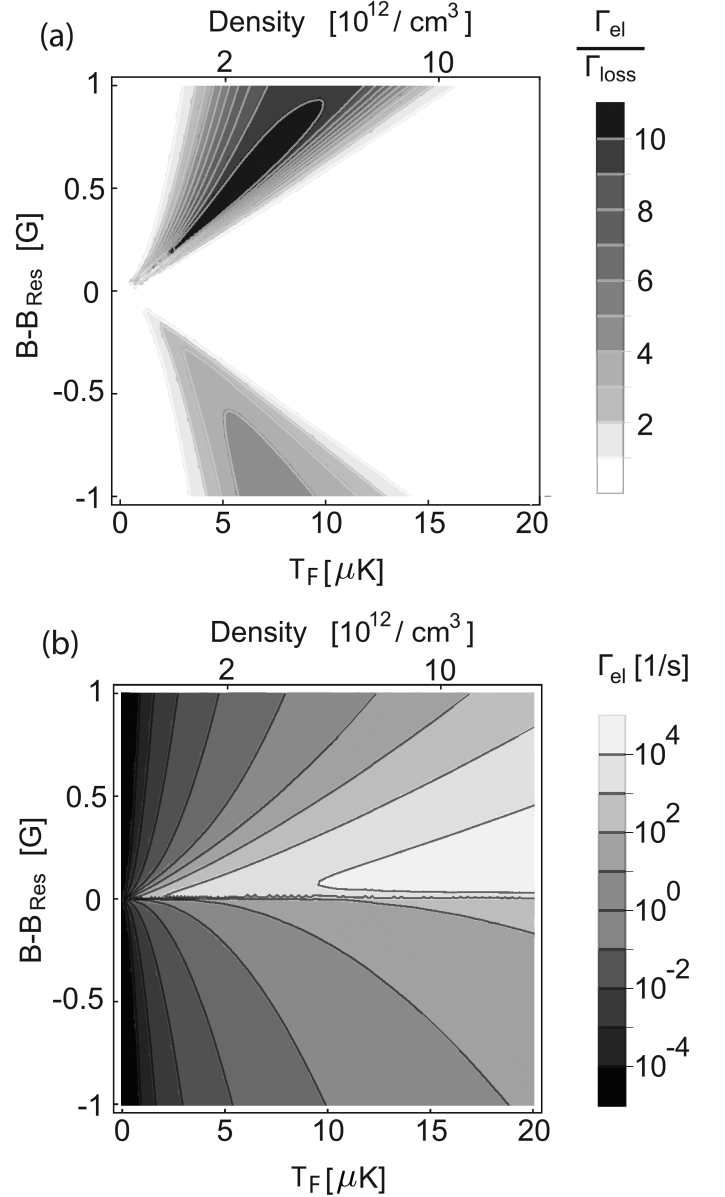 (a)
Density [10^12 / cm^3]
2 10
Γel
Γloss
1
0.5
0
-0.5
-1
B-BRes [G]
0 5 10 15 20
TF [μK]
10
8
6
4
2
(b)
Density [10^12 / cm^3]
2 10
Γel [1/s]
1
0.5
0
-0.5
-1
B-BRes [G]
0 5 10 15 20
TF [μK]
10^4
10^2
10^0
10^-2
10^-4